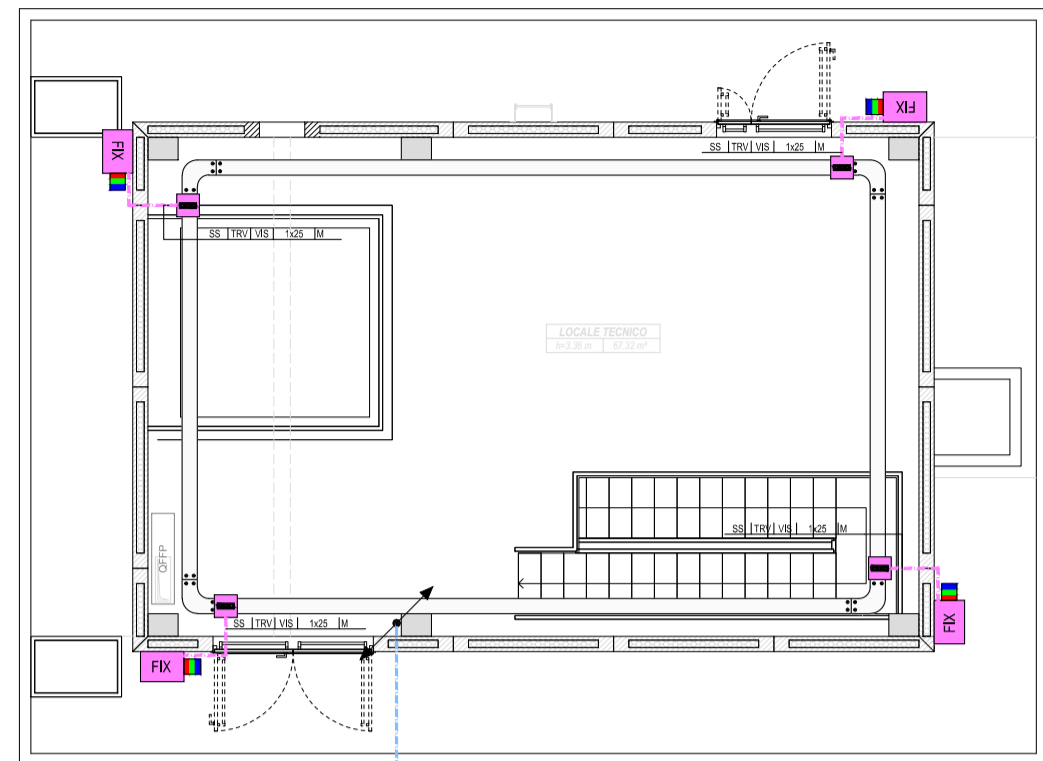 FIX
SS TRV VIS 1x25 M
FIX
SS TRV VIS 1x25 M
LOCALE TECNICO
h=3.36 m 67.32 m²
QFFP
SS TRV VIS 1x25 M
FIX
SS TRV VIS 1x25 M
FIX